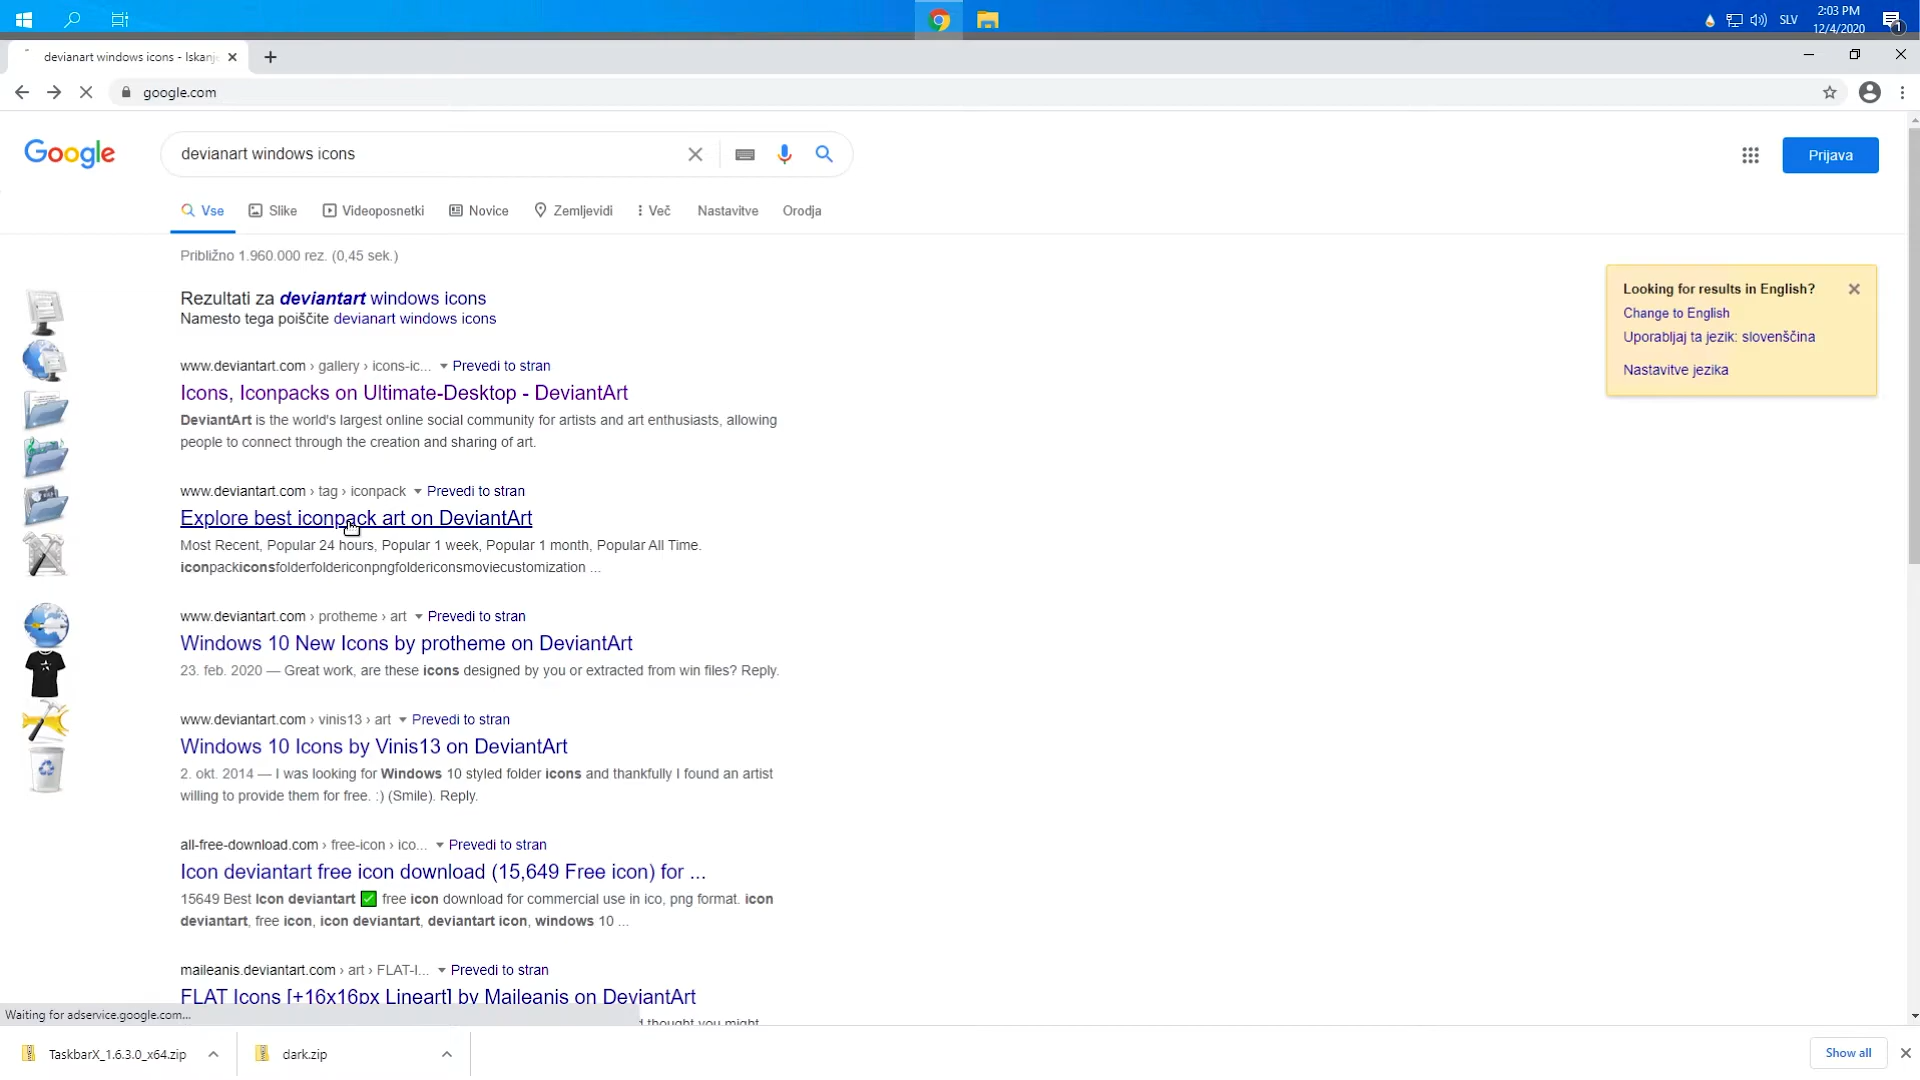 SLV
2:03 PM
12/4/2020
1
devianart windows icons - Iskanj
google.com
Google
devianart windows icons
Prijava
Vse
Slike
Videoposnetki
Novice
Zemljevidi
Več
Nastavitve
Orodja
Približno 1.960.000 rez. (0,45 sek.)
Rezultati za deviantart windows icons
Namesto tega poiščite devianart windows icons
Looking for results in English?
Change to English
Uporabljaj ta jezik: slovenščina
Nastavitve jezika
www.deviantart.com › gallery › icons-ic... Prevedi to stran
Icons, Iconpacks on Ultimate-Desktop - DeviantArt
DeviantArt is the world's largest online social community for artists and art enthusiasts, allowing
people to connect through the creation and sharing of art.
www.deviantart.com › tag › iconpack Prevedi to stran
Explore best iconpack art on DeviantArt
Most Recent, Popular 24 hours, Popular 1 week, Popular 1 month, Popular All Time.
iconpackiconsfolderfoldericonpngfoldericonsmoviecustomization ...
www.deviantart.com › protheme › art Prevedi to stran
Windows 10 New Icons by protheme on DeviantArt
23. feb. 2020 — Great work, are these icons designed by you or extracted from win files? Reply.
www.deviantart.com › vinis13 › art Prevedi to stran
Windows 10 Icons by Vinis13 on DeviantArt
2. okt. 2014 — I was looking for Windows 10 styled folder icons and thankfully I found an artist
willing to provide them for free. :) (Smile). Reply.
all-free-download.com › free-icon › ico... Prevedi to stran
Icon deviantart free icon download (15,649 Free icon) for ...
15649 Best Icon deviantart ✅ free icon download for commercial use in ico, png format. icon
deviantart, free icon, icon deviantart, deviantart icon, windows 10 ...
maileanis.deviantart.com › art › FLAT-I... Prevedi to stran
FLAT Icons [+16x16px Lineart] by Maileanis on DeviantArt
thought you might
Waiting for adservice.google.com...
TaskbarX_1.6.3.0_x64.zip
dark.zip
Show all